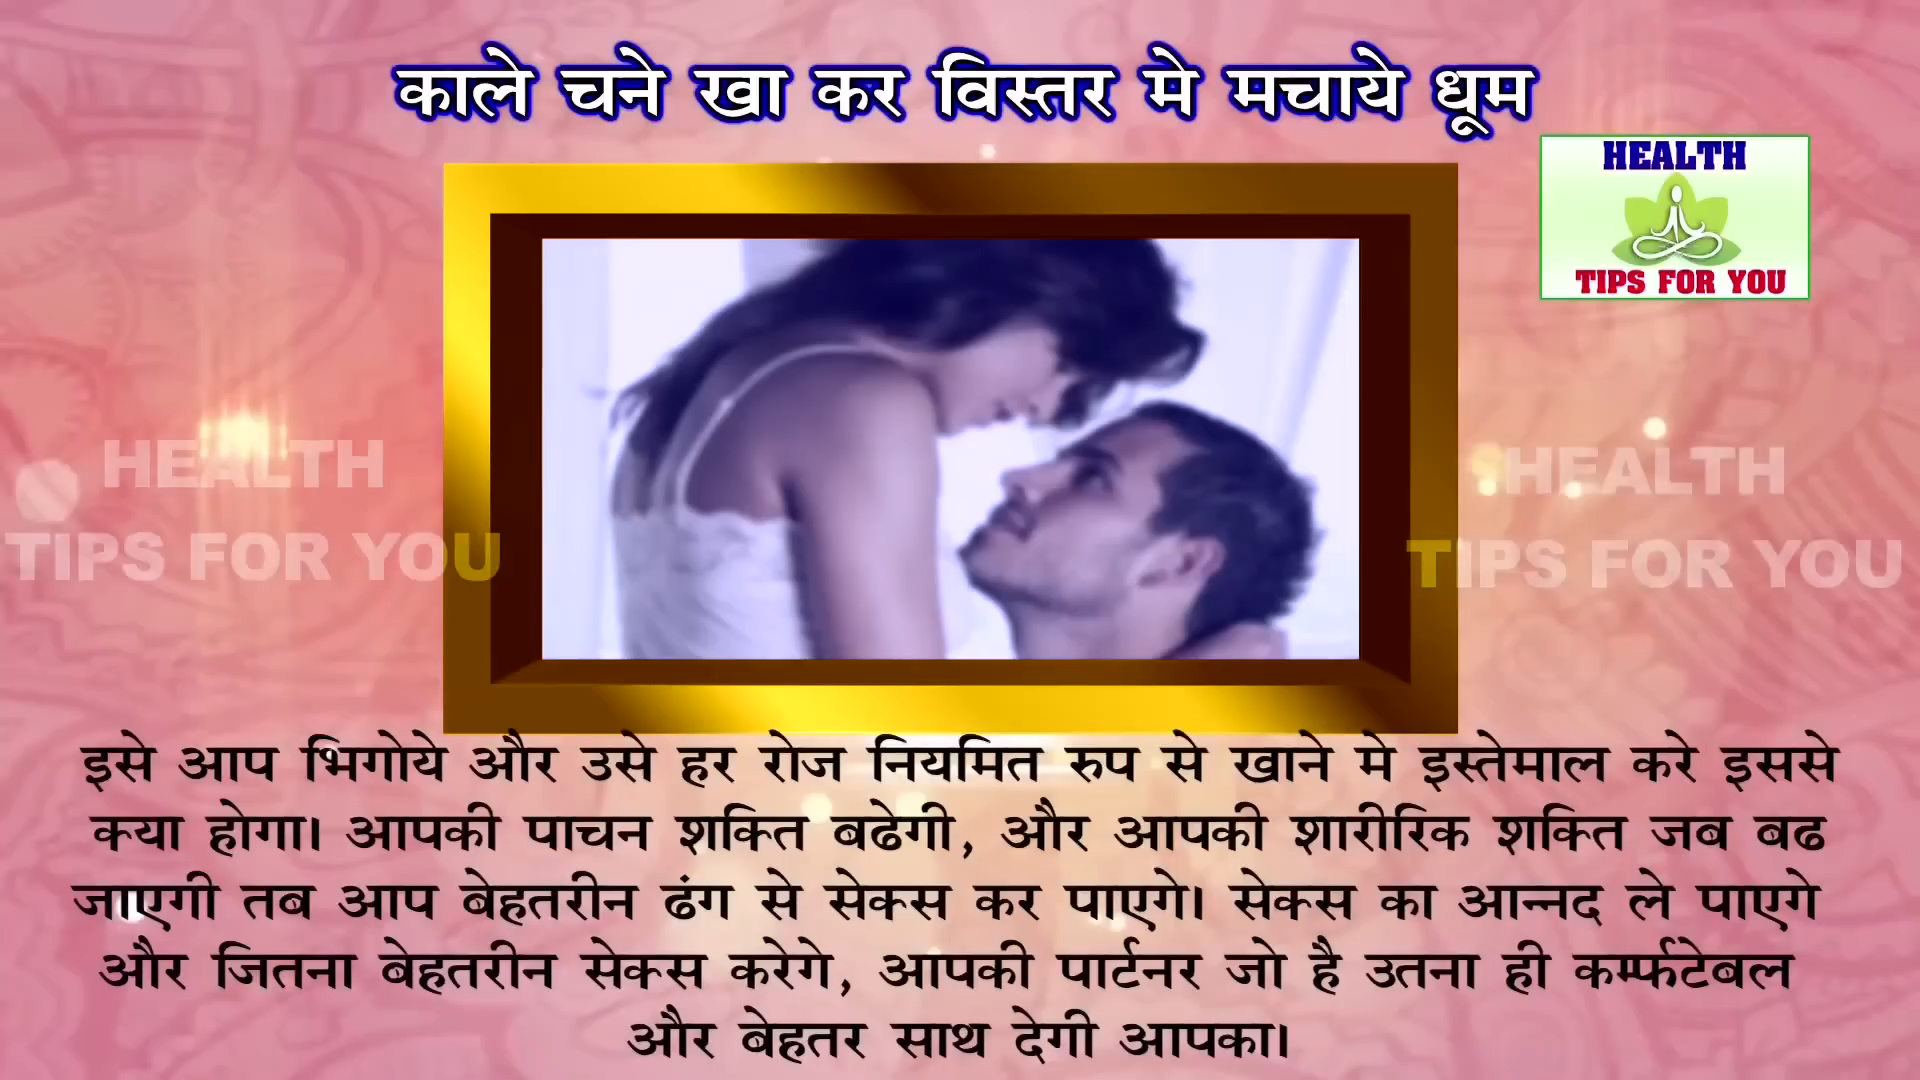 काले चने खा कर विस्तर मे मचाये धूम
HEALTH
TIPS FOR YOU
HEALTH
TIPS FOR YOU
HEALTH
TIPS FOR YOU
इसे आप भिगोये और उसे हर रोज नियमित रुप से खाने मे इस्तेमाल करे इससे
क्या होगा। आपकी पाचन शक्ति बढेगी, और आपकी शारीरिक शक्ति जब बढ
जाएगी तब आप बेहतरीन ढंग से सेक्स कर पाएगे। सेक्स का आन्नद ले पाएगे
और जितना बेहतरीन सेक्स करेगे, आपकी पार्टनर जो है उतना ही कर्म्फटेबल
और बेहतर साथ देगी आपका।